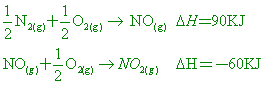 1/2 N₂(g) + 1/2 O₂(g) → NO(g) ΔH=90KJ
NO(g) + 1/2 O₂(g) → NO₂(g) ΔH=−60KJ